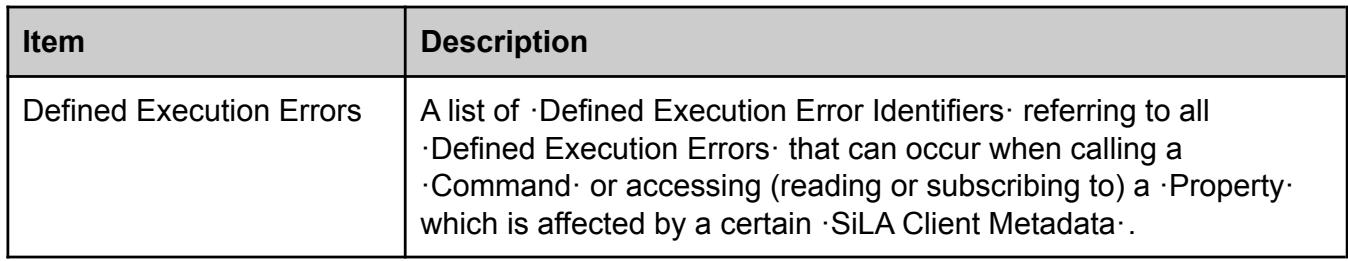 Item Description
Defined Execution Errors A list of ·Defined Execution Error Identifiers· referring to all
·Defined Execution Errors· that can occur when calling a
·Command· or accessing (reading or subscribing to) a ·Property·
which is affected by a certain ·SiLA Client Metadata·.